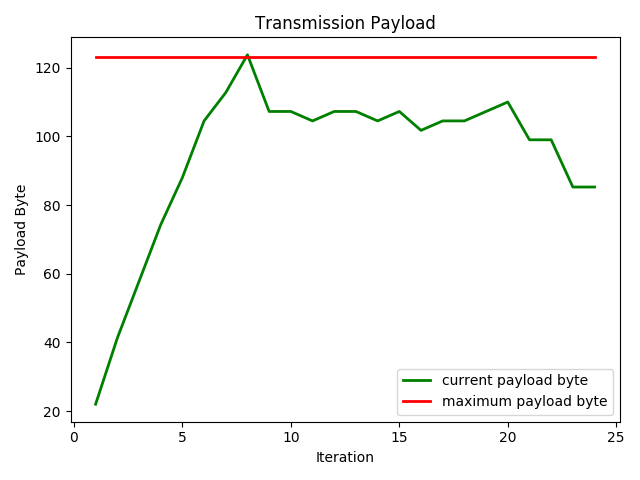 Transmission Payload
Payload Byte
120
100
80
60
40
20
0
5
10
15
20
25
Iteration
current payload byte
maximum payload byte